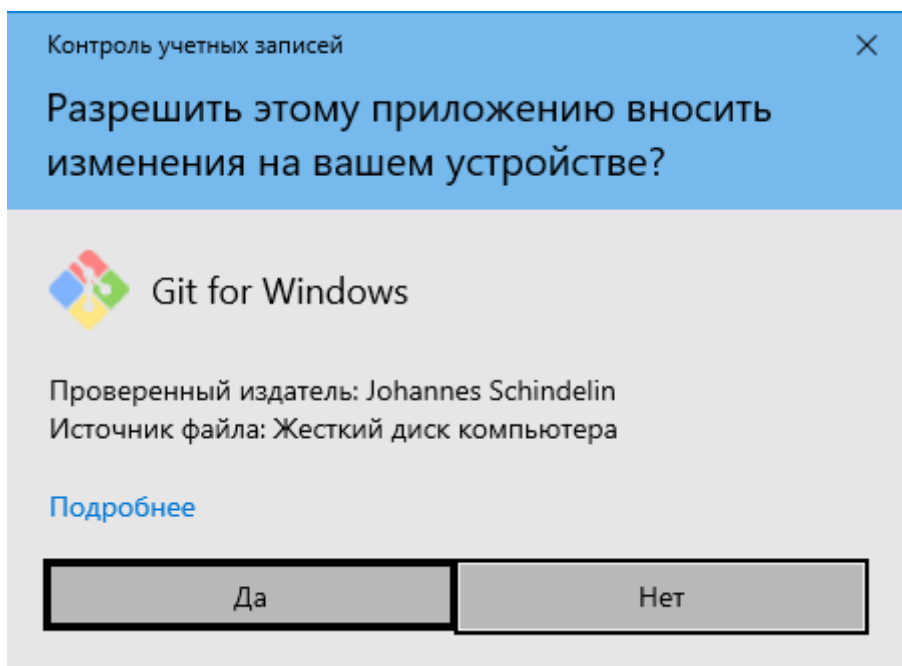 Контроль учетных записей
Разрешить этому приложению вносить
изменения на вашем устройстве?
Git for Windows
Проверенный издатель: Johannes Schindelin
Источник файла: Жесткий диск компьютера
Подробнее
Да Нет